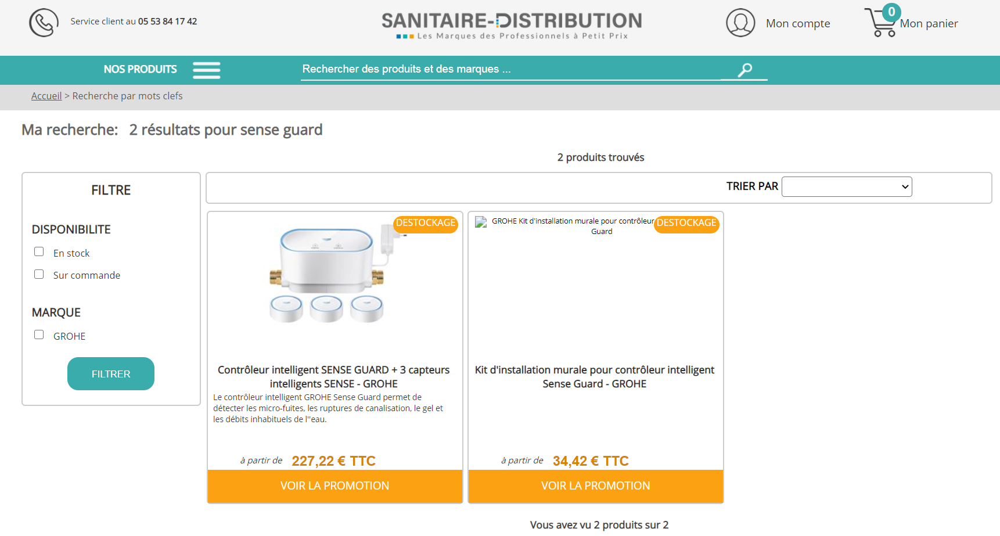 Service client au 05 53 84 17 42
SANITAIRE-DISTRIBUTION
Les Marques des Professionnels à Petit Prix
Mon compte
0
Mon panier
NOS PRODUITS
Rechercher des produits et des marques ...
Accueil > Recherche par mots clefs
Ma recherche: 2 résultats pour sense guard
2 produits trouvés
FILTRE
DISPONIBILITE
En stock
Sur commande
MARQUE
GROHE
FILTRER
TRIER PAR
DESTOCKAGE
Contrôleur intelligent SENSE GUARD + 3 capteurs
intelligents SENSE - GROHE
Le contrôleur intelligent GROHE Sense Guard permet de
détecter les micro-fuites, les ruptures de canalisation, le gel et
les débits inhabituels de l''eau.
à partir de 227,22 € TTC
VOIR LA PROMOTION
GROHE Kit d'installation murale pour contrôleur
Guard
DESTOCKAGE
Kit d'installation murale pour contrôleur intelligent
Sense Guard - GROHE
à partir de 34,42 € TTC
VOIR LA PROMOTION
Vous avez vu 2 produits sur 2